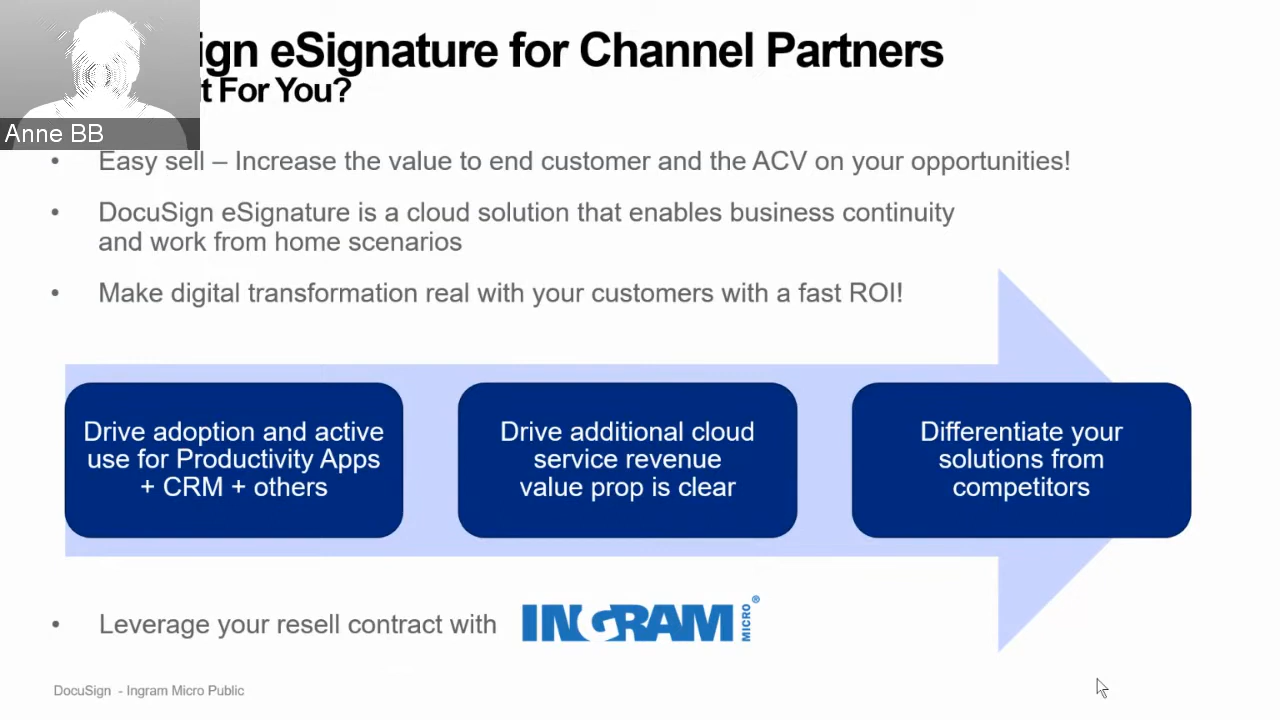 ign eSignature for Channel Partners
t For You?
Anne BB
• Easy sell – Increase the value to end customer and the ACV on your opportunities!
• DocuSign eSignature is a cloud solution that enables business continuity
and work from home scenarios
• Make digital transformation real with your customers with a fast ROI!
Drive adoption and active
use for Productivity Apps
+ CRM + others
Drive additional cloud
service revenue
value prop is clear
Differentiate your
solutions from
competitors
• Leverage your resell contract with
INGRAM MICRO®
DocuSign - Ingram Micro Public